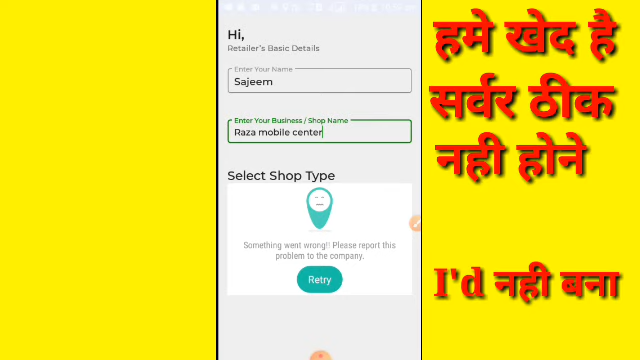 Hi,
Retailer's Basic Details
Enter Your Name
Sajeem
Enter Your Business / Shop Name
Raza mobile center
Select Shop Type
Something went wrong!! Please report this
problem to the company.
Retry
हमे खेद है
सर्वर ठीक
नही होने
I'd नही बना